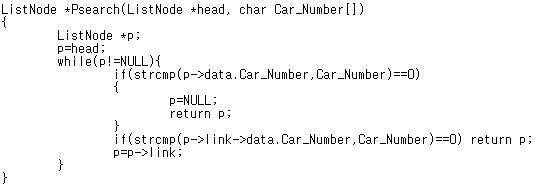 ListNode *Psearch(ListNode *head, char Car_Number[])
{
        ListNode *p;
        p=head;
        while(p!=NULL){
                if(strcmp(p->data.Car_Number,Car_Number)==0)
                {
                        p=NULL;
                        return p;
                }
                if(strcmp(p->link->data.Car_Number,Car_Number)==0) return p;
                p=p->link;
        }
}